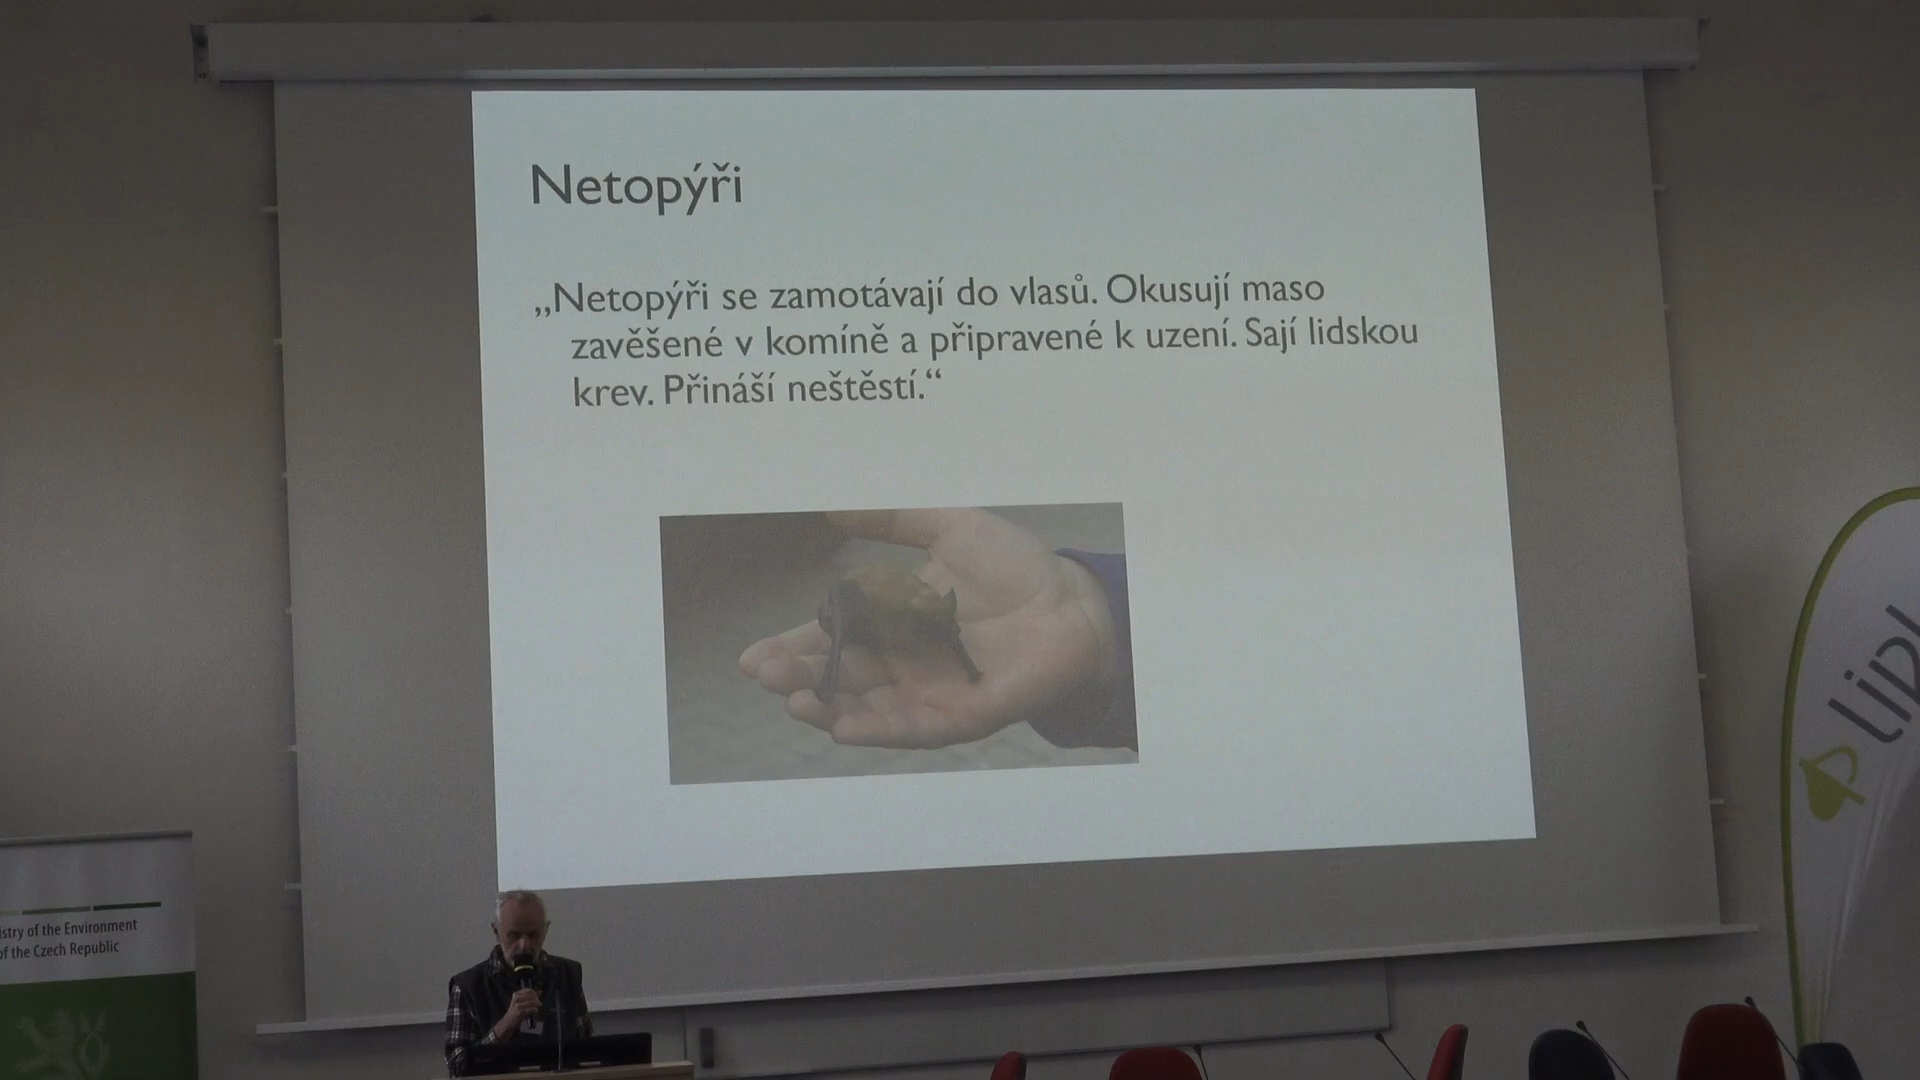 Netopýři
„Netopýři se zamotávají do vlasů. Okusují maso
zavěšené v komíně a připravené k uzení. Sají lidskou
krev. Přináší neštěstí.“
of the Environment
of the Czech Republic